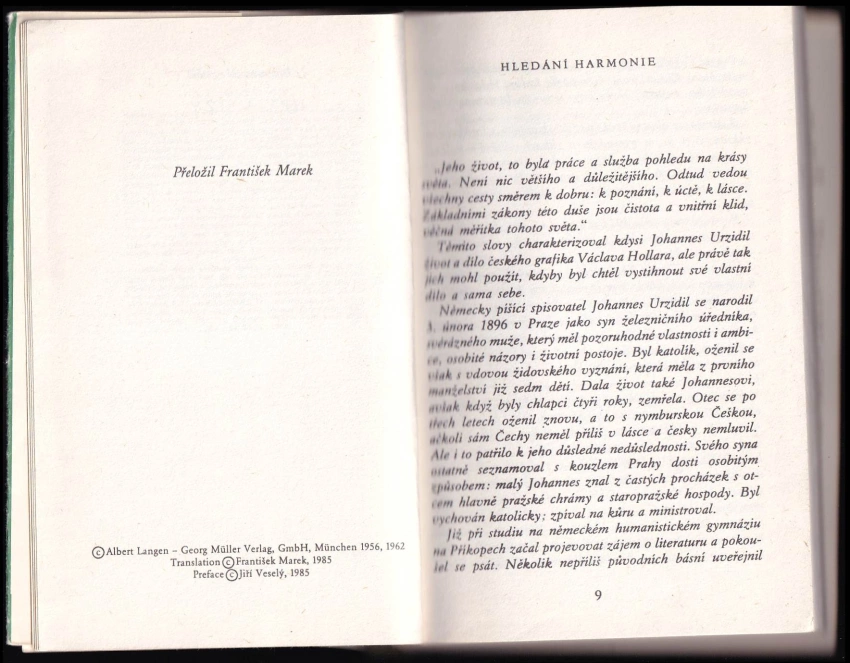 Přeložil František Marek
©Albert Langen – Georg Müller Verlag, GmbH, München 1956, 1962
Translation © František Marek, 1985
Preface © Jiří Veselý, 1985
HLEDÁNÍ HARMONIE
„Jeho život, to byla práce a služba pohledu na krásy
světa. Není nic většího a důležitějšího. Odtud vedou
všechny cesty směrem k dobru: k poznání, k úctě, k lásce.
Základními zákony této duše jsou čistota a vnitřní klid,
věčná měřítka tohoto světa.“
Těmito slovy charakterizoval kdysi Johannes Urzidil
život a dílo českého grafika Václava Hollara, ale právě tak
jich mohl použít, kdyby byl chtěl vystihnout své vlastní
dílo a sama sebe.
Německy píšící spisovatel Johannes Urzidil se narodil
3. února 1896 v Praze jako syn železničního úředníka,
svérázného muže, který měl pozoruhodné vlastnosti i ambi-
ce, osobité názory i životní postoje. Byl katolík, oženil se
však s vdovou židovského vyznání, která měla z prvního
manželství již sedm dětí. Dala život také Johannesovi,
avšak když byly chlapci čtyři roky, zemřela. Otec se po
třech letech oženil znovu, a to s nymburskou Češkou,
ačkoli sám Čechy neměl příliš v lásce a česky nemluvil.
Ale i to patřilo k jeho důsledné nedůslednosti. Svého syna
ostatně seznamoval s kouzlem Prahy dosti osobitým
způsobem: malý Johannes znal z častých procházek s ot-
cem hlavně pražské chrámy a staropražské hospody. Byl
vychován katolicky; zpíval na kůru a ministroval.
Již při studiu na německém humanistickém gymnáziu
na Příkopech začal projevovat zájem o literaturu a pokou-
šel se psát. Několik nepříliš původních básní uveřejnil
9